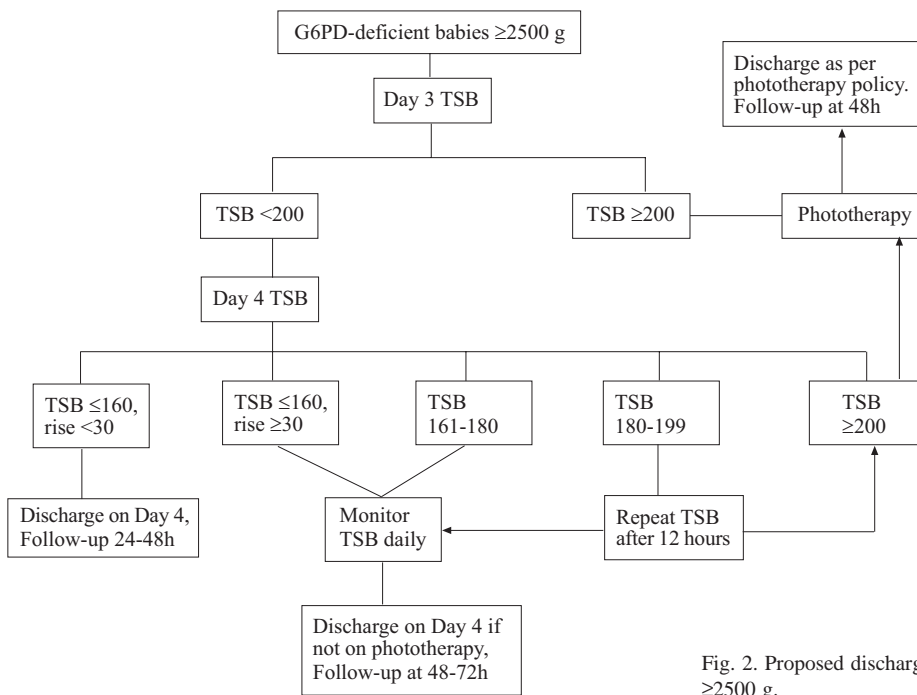 G6PD-deficient babies ≥2500 g
Discharge as per
phototherapy policy.
Follow-up at 48h
Day 3 TSB
TSB <200
TSB ≥200
Phototherapy
Day 4 TSB
TSB ≤160,
rise <30
TSB ≤160,
rise ≥30
TSB
161-180
TSB
180-199
TSB
≥200
Discharge on Day 4,
Follow-up 24-48h
Monitor
TSB daily
Repeat TSB
after 12 hours
Discharge on Day 4 if
not on phototherapy,
Follow-up at 48-72h
Fig. 2. Proposed discharg
≥2500 g.